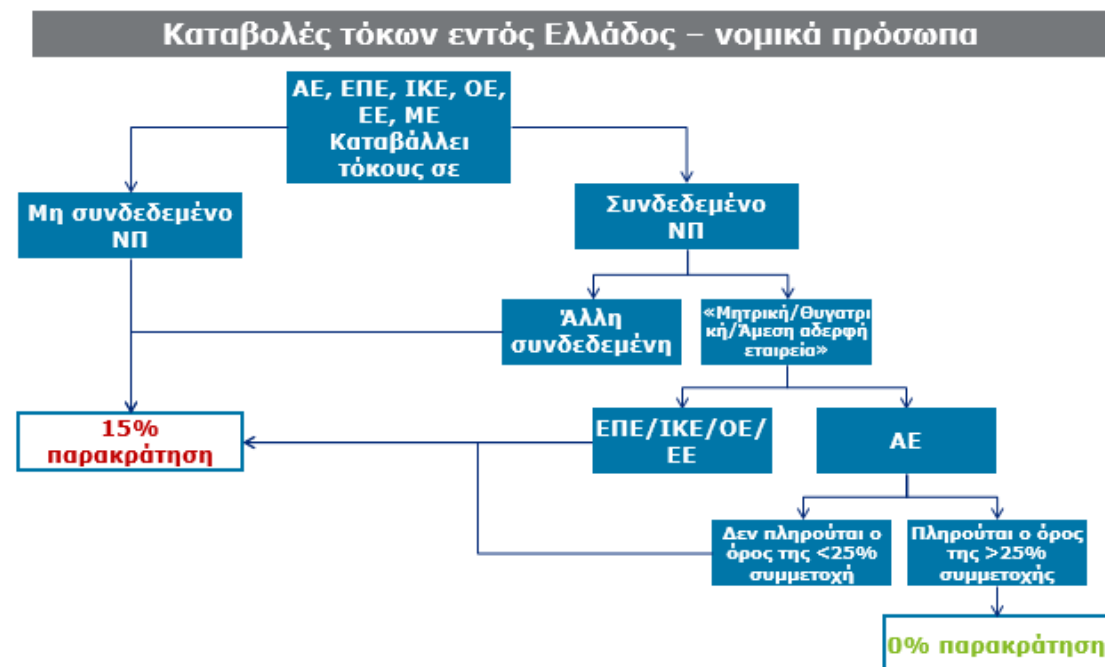 Καταβολές τόκων εντός Ελλάδος – νομικά πρόσωπα
ΑΕ, ΕΠΕ, ΙΚΕ, ΟΕ,
ΕΕ, ΜΕ
Καταβάλλει
τόκους σε
Μη συνδεδεμένο
ΝΠ
Συνδεδεμένο
ΝΠ
Άλλη
συνδεδεμένη
«Μητρική/Θυγατρι
κή/Άμεση αδερφή
εταιρεία»
15%
παρακράτηση
ΕΠΕ/ΙΚΕ/ΟΕ/
ΕΕ
ΑΕ
Δεν πληρούται ο
όρος της <25%
συμμετοχή
Πληρούται ο όρος
της >25%
συμμετοχής
0% παρακράτηση